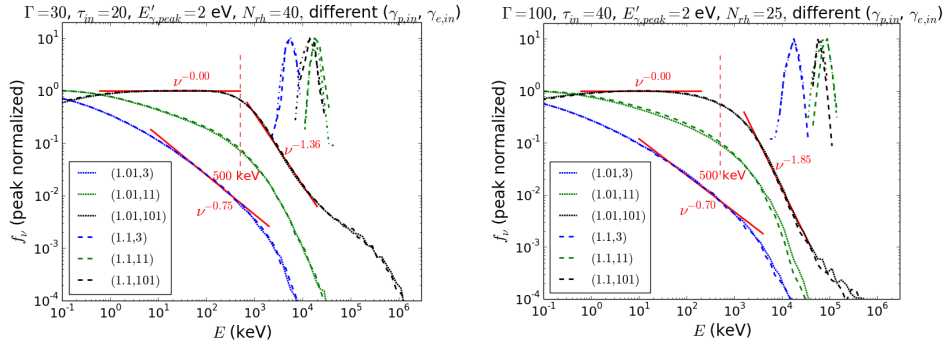 Γ=30, τ_in=20, E′_γ,peak=2 eV, N_rh=40, different (γ_p,in, γ_e,in)
f_ν (peak normalized)
10^1
10^0
10^-1
10^-2
10^-3
10^-4
ν^-0.00
ν^-1.36
500 keV
ν^-0.75
(1.01,3)
(1.01,11)
(1.01,101)
(1.1,3)
(1.1,11)
(1.1,101)
10^-1 10^0 10^1 10^2 10^3 10^4 10^5 10^6
E (keV)
Γ=100, τ_in=40, E′_γ,peak=2 eV, N_rh=25, different (γ_p,in, γ_e,in)
f_ν (peak normalized)
10^1
10^0
10^-1
10^-2
10^-3
10^-4
ν^-0.00
ν^-1.85
500 keV
ν^-0.70
(1.01,3)
(1.01,11)
(1.01,101)
(1.1,3)
(1.1,11)
(1.1,101)
10^-1 10^0 10^1 10^2 10^3 10^4 10^5 10^6
E (keV)